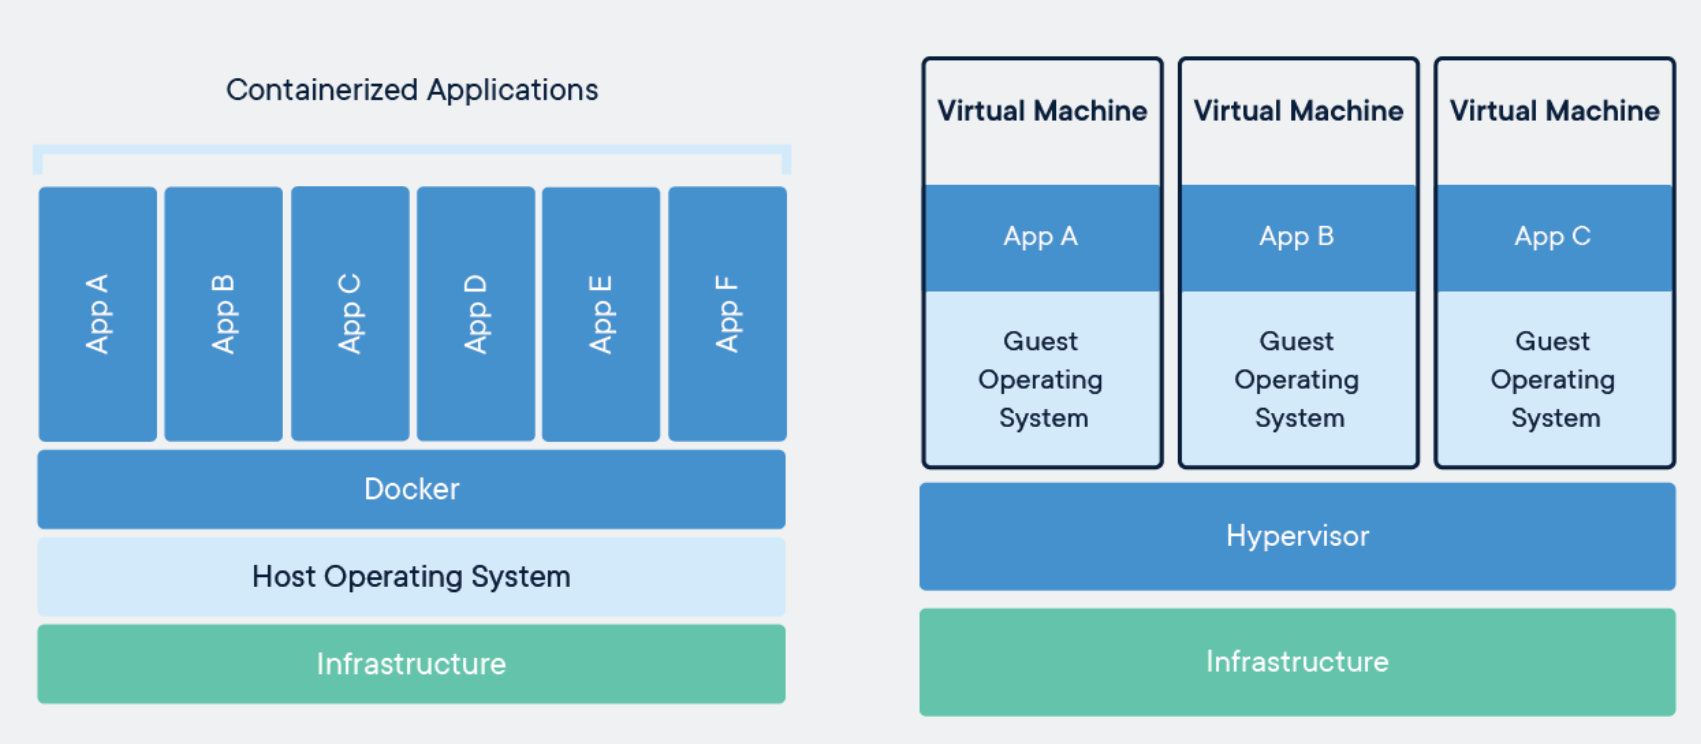 Containerized Applications
App A
App B
App C
App D
App E
App F
Docker
Host Operating System
Infrastructure
Virtual Machine
App A
Guest
Operating
System
Virtual Machine
App B
Guest
Operating
System
Virtual Machine
App C
Guest
Operating
System
Hypervisor
Infrastructure